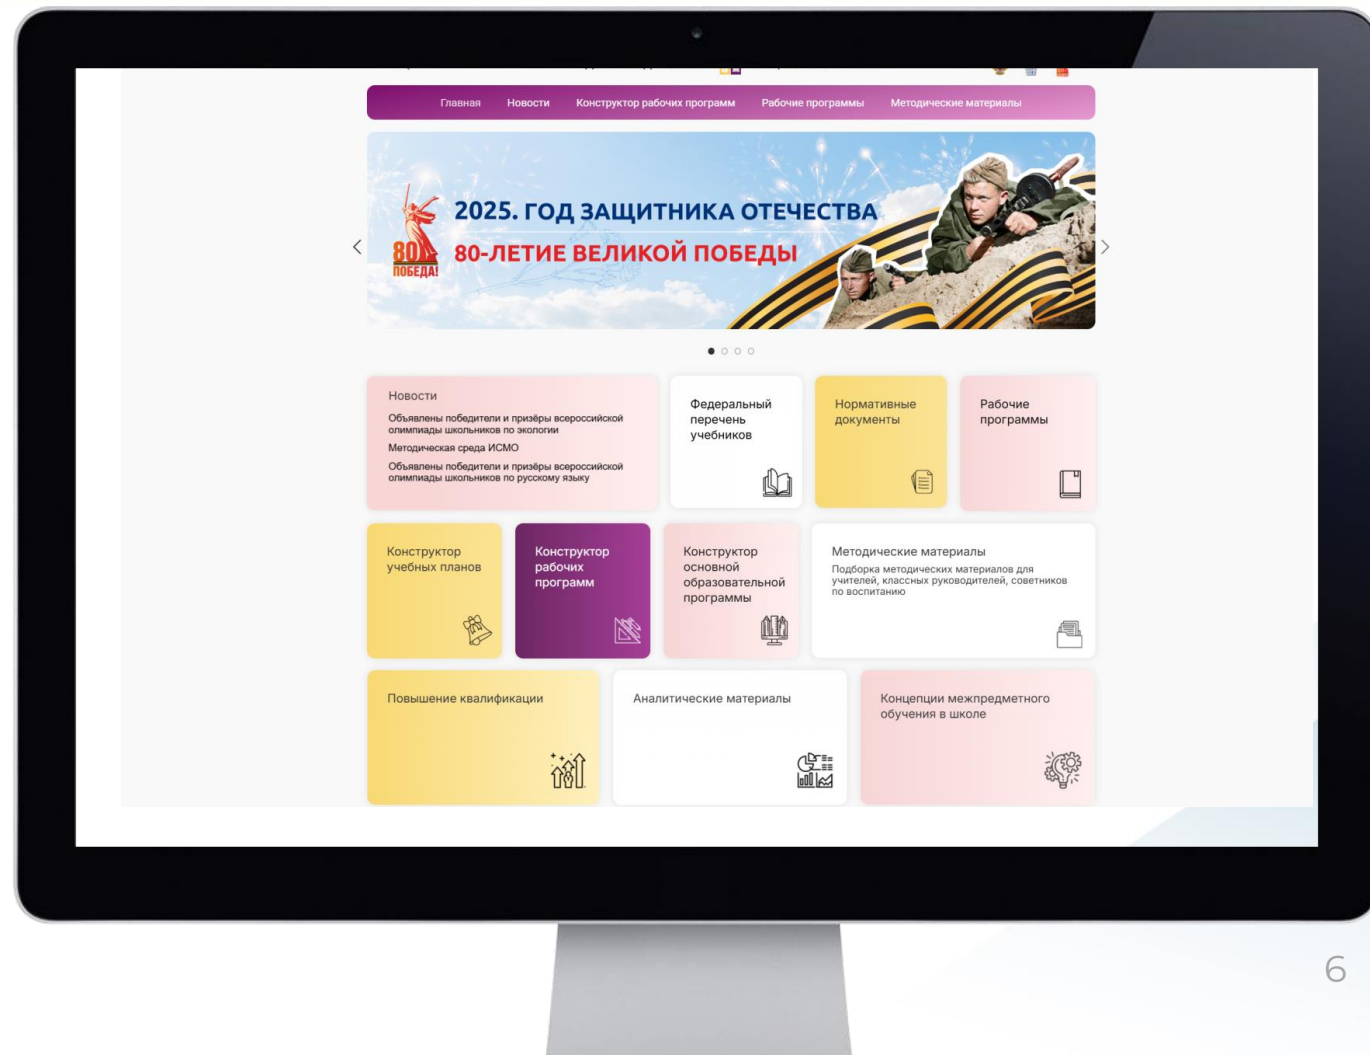 Главная Новости Конструктор рабочих программ Рабочие программы Методические материалы
2025. ГОД ЗАЩИТНИКА ОТЕЧЕСТВА
80-ЛЕТИЕ ВЕЛИКОЙ ПОБЕДЫ
80
ПОБЕДА!
Новости
Объявлены победители и призёры всероссийской
олимпиады школьников по экологии
Методическая среда ИСМО
Объявлены победители и призёры всероссийской
олимпиады школьников по русскому языку
Федеральный
перечень
учебников
Нормативные
документы
Рабочие
программы
Конструктор
учебных планов
Конструктор
рабочих
программ
Конструктор
основной
образовательной
программы
Методические материалы
Подборка методических материалов для
учителей, классных руководителей, советников
по воспитанию
Повышение квалификации
Аналитические материалы
Концепции межпредметного
обучения в школе
6